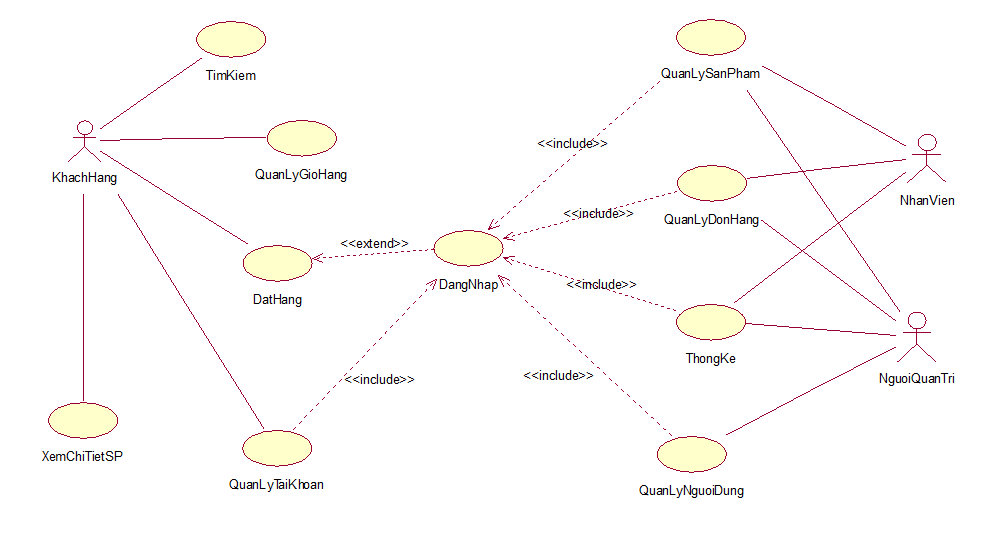 TimKiem
QuanLySanPham
<<include>>
QuanLyGioHang
KhachHang
NhanVien
QuanLyDonHang
<<include>>
<<extend>>
DangNhap
DatHang
<<include>>
ThongKe
NguoiQuanTri
<<include>>
<<include>>
XemChiTietSP
QuanLyTaiKhoan
QuanLyNguoiDung